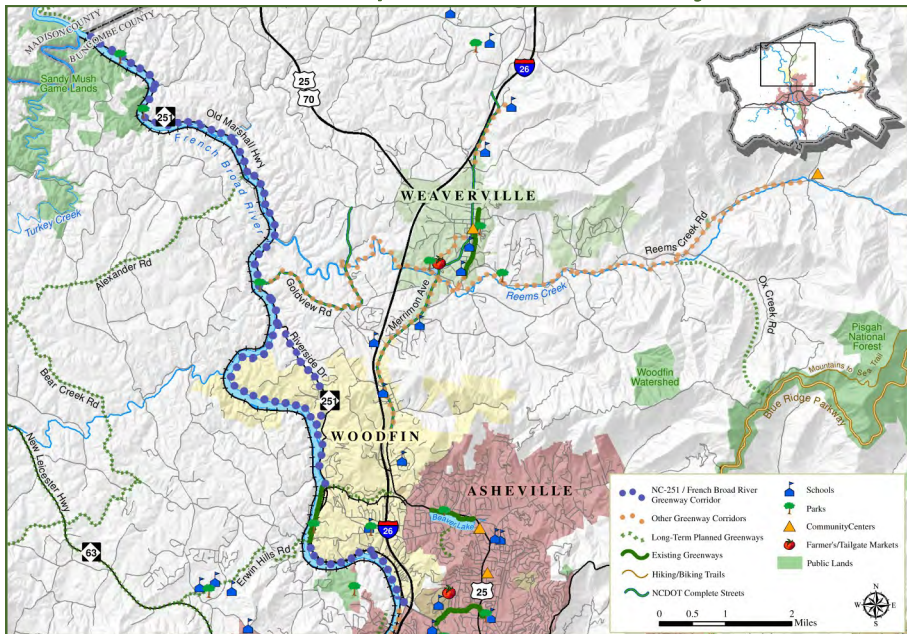 MADISON COUNTY
BUNCOMBE COUNTY
Sandy Mush
Game Lands
251
Old Marshall Hwy
French Broad
River
Turkey Creek
25
70
26
WEAVERVILLE
Reems Creek Rd
Alexander Rd
Goldview Rd
Merrimon Ave
Reems Creek
Ox Creek Rd
Riverside Dr
251
Bear Creek Rd
Pisgah
National
Forest
Mountains to Sea Trail
Blue Ridge Parkway
Woodfin
Watershed
New Leicester Hwy
WOODFIN
ASHEVILLE
Beaver Lake
26
63
Erwin Hills Rd
25
NC-251 / French Broad River
Greenway Corridor
Other Greenway Corridors
Long-Term Planned Greenways
Existing Greenways
Hiking/Biking Trails
NCDOT Complete Streets
Schools
Parks
CommunityCenters
Farmer's/Tailgate Markets
Public Lands
0 0.5 1 2
Miles
N
W E
S